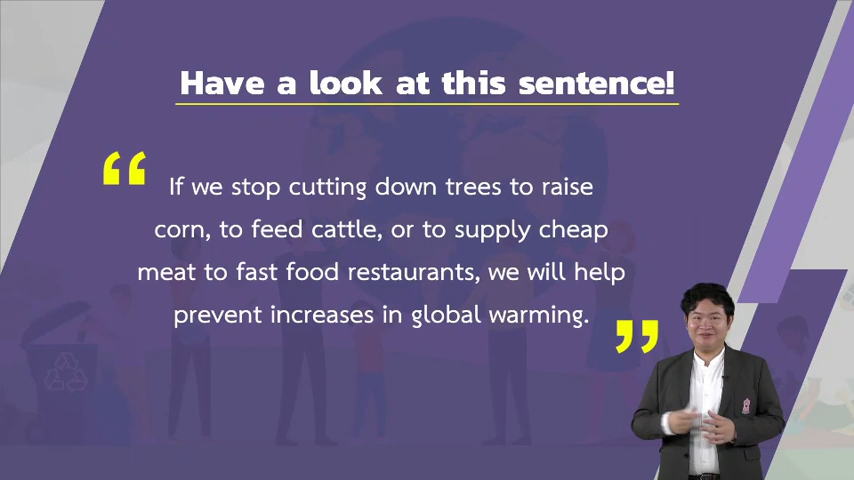 Have a look at this sentence!
“ If we stop cutting down trees to raise
corn, to feed cattle, or to supply cheap
meat to fast food restaurants, we will help
prevent increases in global warming. ”